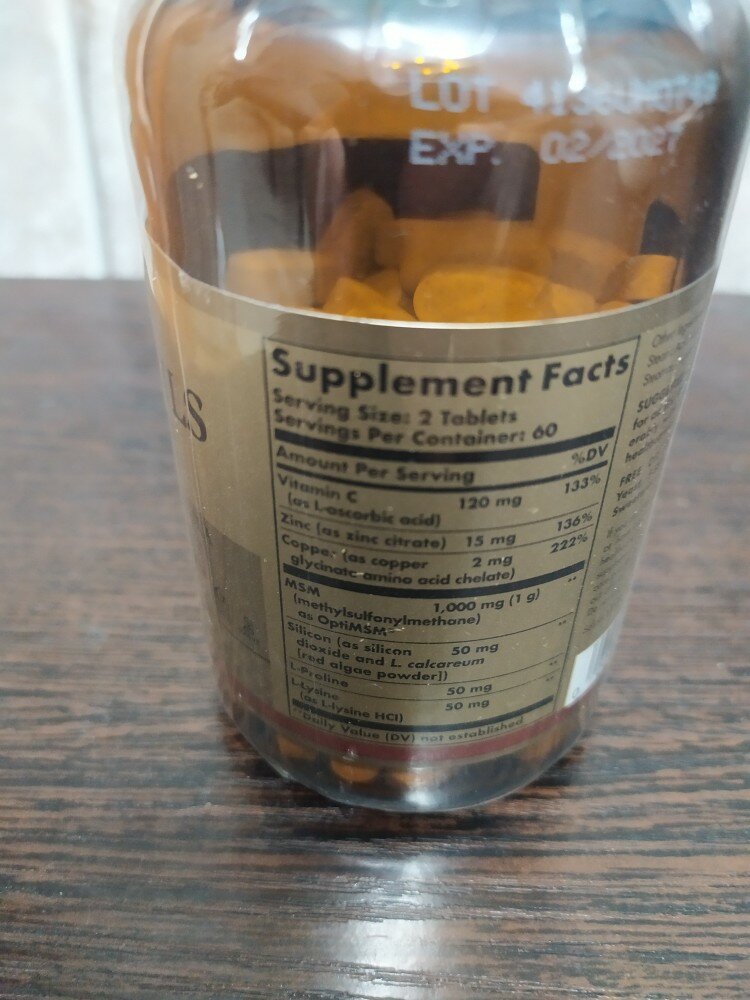 EXP. 02/2027
LS
Supplement Facts
Serving Size: 2 Tablets
Servings Per Container: 60
Amount Per Serving %DV
Vitamin C 120 mg 133%
(as L-ascorbic acid)
Zinc (as zinc citrate) 15 mg 136%
Copper (as copper 2 mg 222%
glycinate amino acid chelate)
MSM 1,000 mg (1 g) **
(methylsulfonylmethane)
as OptiMSM®
Silicon (as silicon 50 mg **
dioxide and L. calcareum
[red algae powder])
L-Proline 50 mg **
L-Lysine 50 mg **
(as L-lysine HCl)
**Daily Value (DV) not established